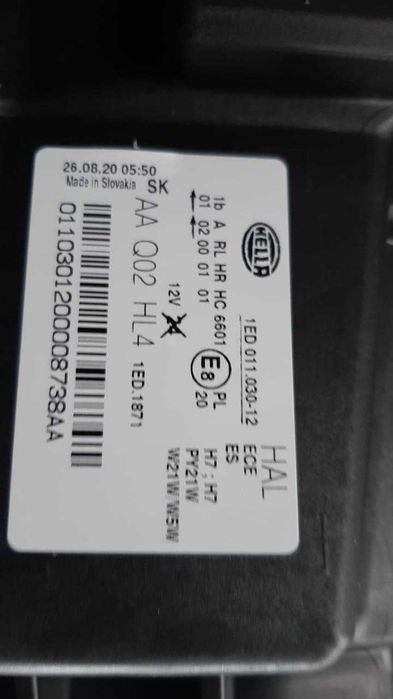 HELLA
1ED 011.030-12
HAL
ECE
ES
1b A RL HR HC 6601
01 02 00 01 01
E8
PL
20
H7 ; H7
PY21W
W21W/W5W
12V 24
26.08.20 05:50
Made in Slovakia SK
AA Q02 HL4 1ED.1871
01103012000008738AA